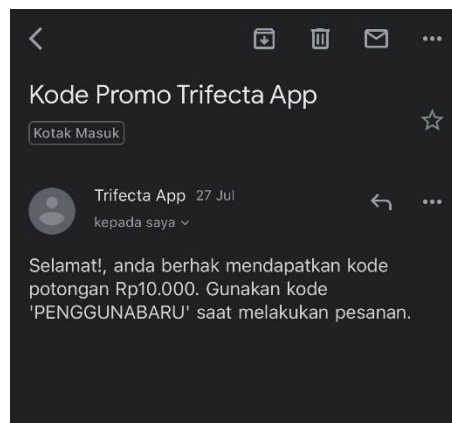 Kode Promo Trifecta App
Kotak Masuk
Trifecta App 27 Jul
kepada saya
Selamat!, anda berhak mendapatkan kode
potongan Rp10.000. Gunakan kode
'PENGGUNABARU' saat melakukan pesanan.